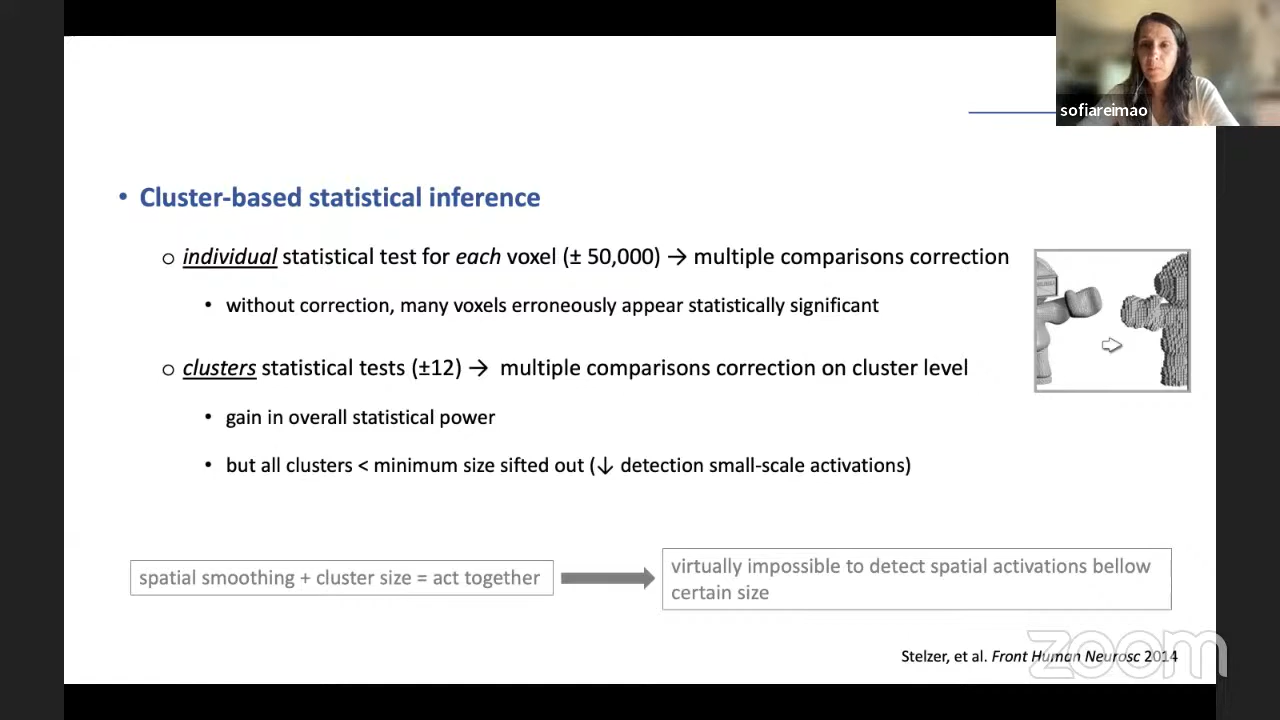 sofiareimao
• Cluster-based statistical inference
o individual statistical test for each voxel (± 50,000) → multiple comparisons correction
• without correction, many voxels erroneously appear statistically significant
o clusters statistical tests (±12) → multiple comparisons correction on cluster level
• gain in overall statistical power
• but all clusters < minimum size sifted out (↓ detection small-scale activations)
spatial smoothing + cluster size = act together
virtually impossible to detect spatial activations bellow
certain size
Stelzer, et al. Front Human Neurosc 2014
zoom